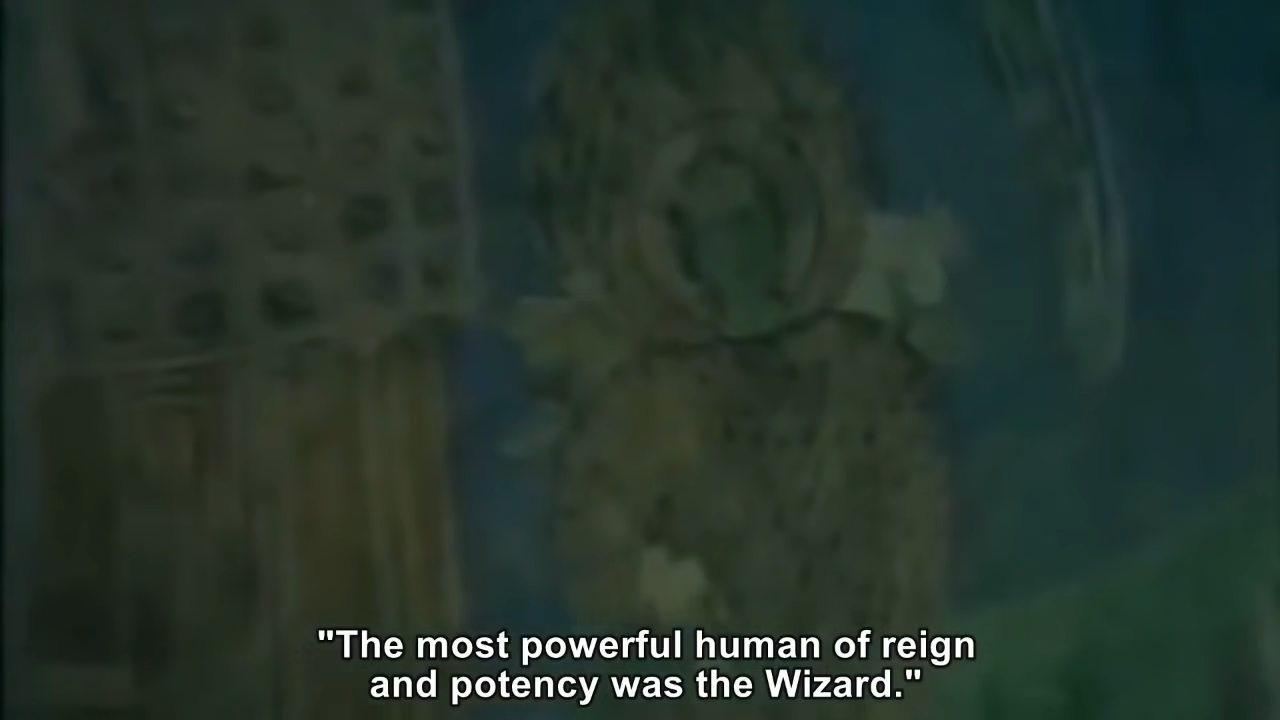 "The most powerful human of reign
and potency was the Wizard."